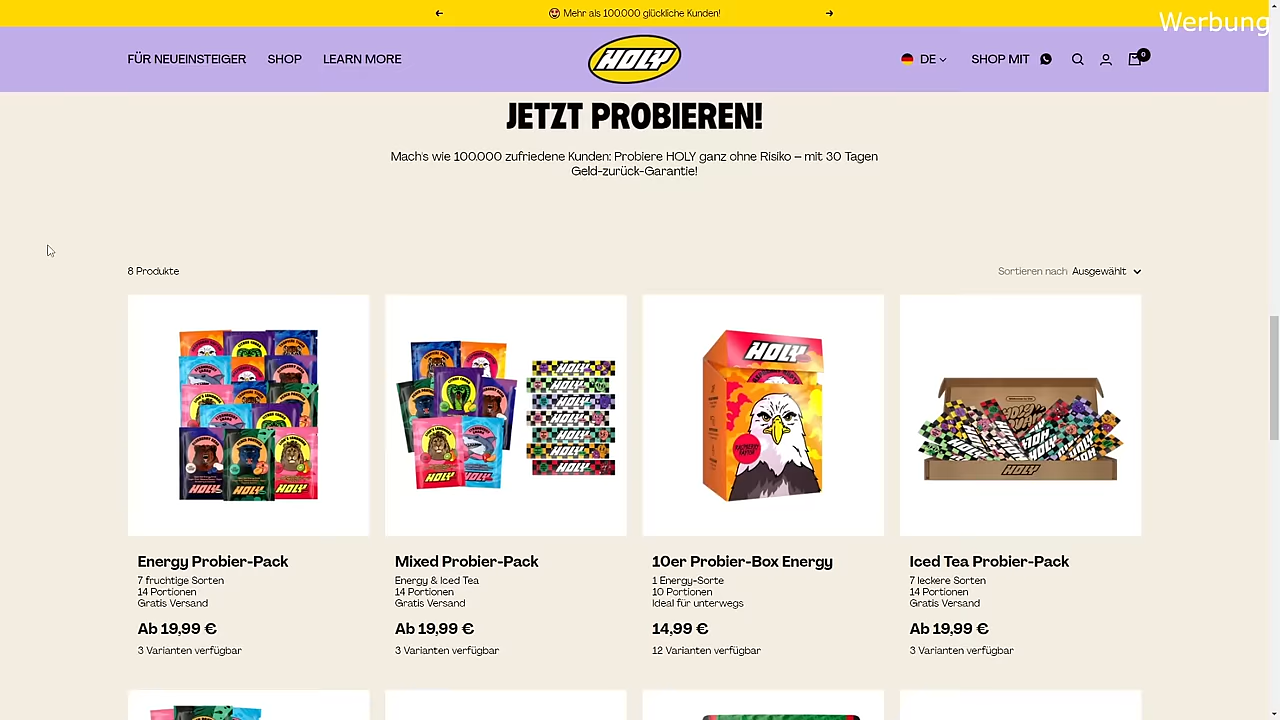 😍 Mehr als 100.000 glückliche Kunden!
Werbung
FÜR NEUEINSTEIGER SHOP LEARN MORE
HOLY
DE SHOP MIT 0
JETZT PROBIEREN!
Mach's wie 100.000 zufriedene Kunden: Probiere HOLY ganz ohne Risiko – mit 30 Tagen
Geld-zurück-Garantie!
8 Produkte
Sortieren nach Ausgewählt
HOLY
RASPBERRY
RAPTOR
HOLY
Energy Probier-Pack
7 fruchtige Sorten
14 Portionen
Gratis Versand
Ab 19,99 €
3 Varianten verfügbar
Mixed Probier-Pack
Energy & Iced Tea
14 Portionen
Gratis Versand
Ab 19,99 €
3 Varianten verfügbar
10er Probier-Box Energy
1 Energy-Sorte
10 Portionen
Ideal für unterwegs
14,99 €
12 Varianten verfügbar
Iced Tea Probier-Pack
7 leckere Sorten
14 Portionen
Gratis Versand
Ab 19,99 €
3 Varianten verfügbar